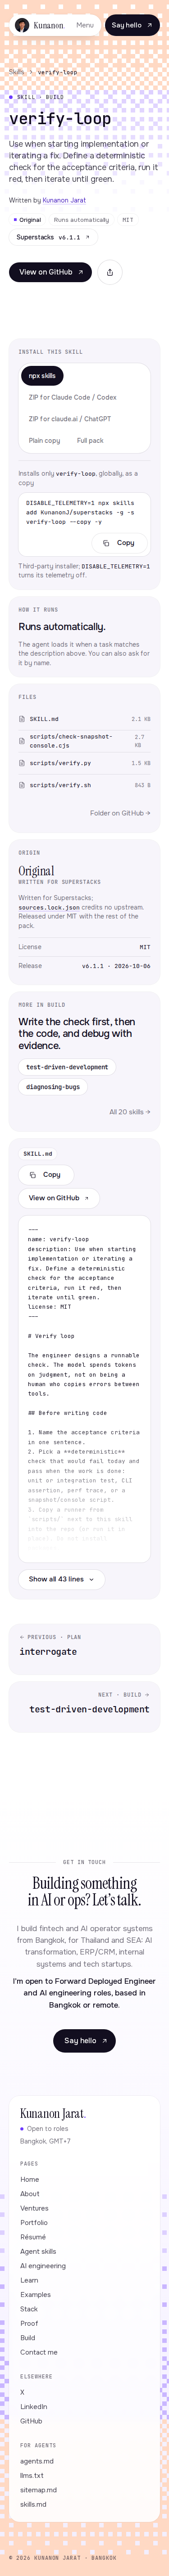 Kunanon.
Menu
Say hello ↗
Skills › verify-loop
SKILL · BUILD
verify-loop
Use when starting implementation or
iterating a fix. Define a deterministic
check for the acceptance criteria, run it
red, then iterate until green.
Written by Kunanon Jarat
Original
Runs automatically
MIT
Superstacks v6.1.1 ↗
View on GitHub ↗
INSTALL THIS SKILL
npx skills
ZIP for Claude Code / Codex
ZIP for claude.ai / ChatGPT
Plain copy
Full pack
Installs only verify-loop, globally, as a
copy
DISABLE_TELEMETRY=1 npx skills
add KunanonJ/superstacks -g -s
verify-loop --copy -y
Copy
Third-party installer; DISABLE_TELEMETRY=1
turns its telemetry off.
HOW IT RUNS
Runs automatically.
The agent loads it when a task matches
the description above. You can also ask for
it by name.
FILES
SKILL.md 2.1 KB
scripts/check-snapshot-
console.cjs
2.7
KB
scripts/verify.py 1.5 KB
scripts/verify.sh 842 B
Folder on GitHub →
ORIGIN
Original
WRITTEN FOR SUPERSTACKS
Written for Superstacks;
sources.lock.json credits no upstream.
Released under MIT with the rest of the
pack.
License MIT
Release v6.1.1 · 2026-10-06
MORE IN BUILD
Write the check first, then
the code, and debug with
evidence.
test-driven-development
diagnosing-bugs
All 20 skills →
SKILL.md
Copy
View on GitHub ↗
---
name: verify-loop
description: Use when starting
implementation or iterating a
fix. Define a deterministic
check for the acceptance
criteria, run it red, then
iterate until green.
license: MIT
---
# Verify loop
The engineer designs a runnable
check. The model spends tokens
on judgment, not on being a
human who copies errors between
tools.
## Before writing code
1. Name the acceptance criteria
in one sentence.
2. Pick a **deterministic**
check that would fail today and
pass when the work is done:
unit or integration test, CLI
assertion, perf trace, or a
snapshot/console script.
3. Copy a runner from
`scripts/` next to this skill
into the repo (or run it in
place). Do not install
Show all 43 lines
← PREVIOUS · PLAN
interrogate
NEXT · BUILD →
test-driven-development
GET IN TOUCH
Building something
in AI or ops? Let's talk.
I build fintech and AI operator systems
from Bangkok, for Thailand and SEA: AI
transformation, ERP/CRM, internal
systems and tech startups.
I'm open to Forward Deployed Engineer
and AI engineering roles, based in
Bangkok or remote.
Say hello ↗
Kunanon Jarat.
Open to roles
Bangkok, GMT+7
PAGES
Home
About
Ventures
Portfolio
Résumé
Agent skills
AI engineering
Learn
Examples
Stack
Proof
Build
Contact me
ELSEWHERE
X
LinkedIn
GitHub
FOR AGENTS
agents.md
llms.txt
sitemap.md
skills.md
© 2026 KUNANON JARAT · BANGKOK